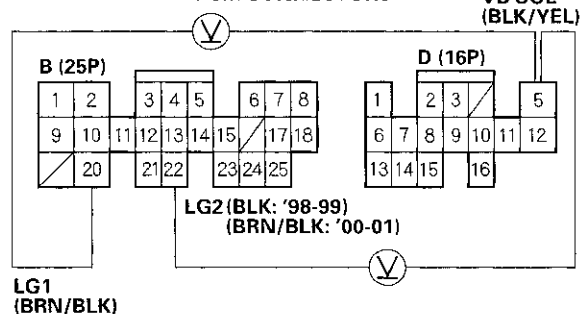 (BLK/YEL)
B (25P)
D (16P)
1 2 3 4 5 6 7 8
1 2 3 5
9 10 11 12 13 14 15 17 18
6 7 8 9 10 11 12
20 21 22 23 24 25
13 14 15 16
LG2 (BLK: '98-99)
(BRN/BLK: '00-01)
LG1
(BRN/BLK)
V
V